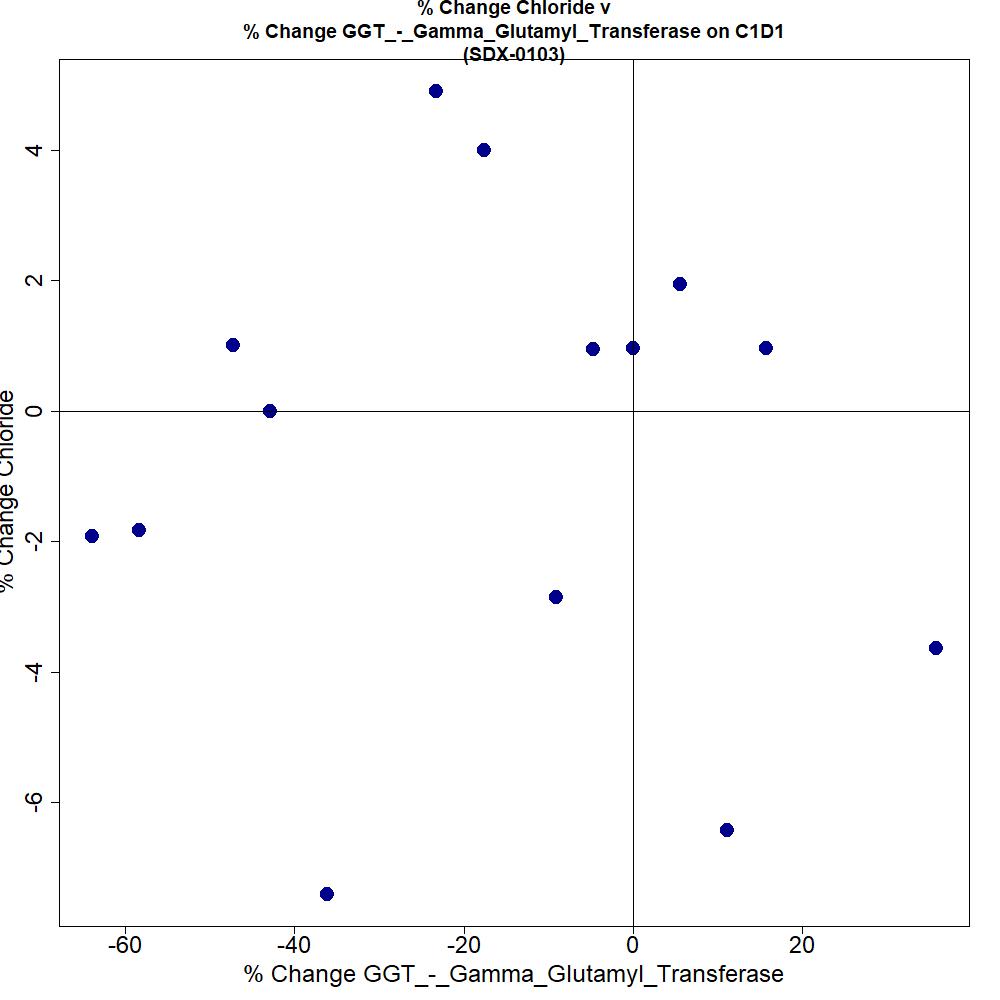 % Change Chloride v
% Change GGT_-_Gamma_Glutamyl_Transferase on C1D1
(SDX-0103)
% Change Chloride
4
2
0
-2
-4
-6
-60
-40
-20
0
20
% Change GGT_-_Gamma_Glutamyl_Transferase